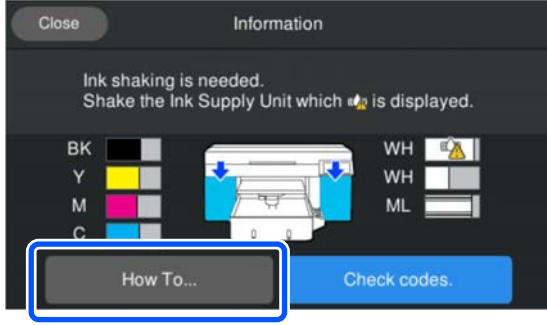 Close
Information
Ink shaking is needed.
Shake the Ink Supply Unit which is displayed.
BK
Y
M
C
WH
WH
ML
How To...
Check codes.